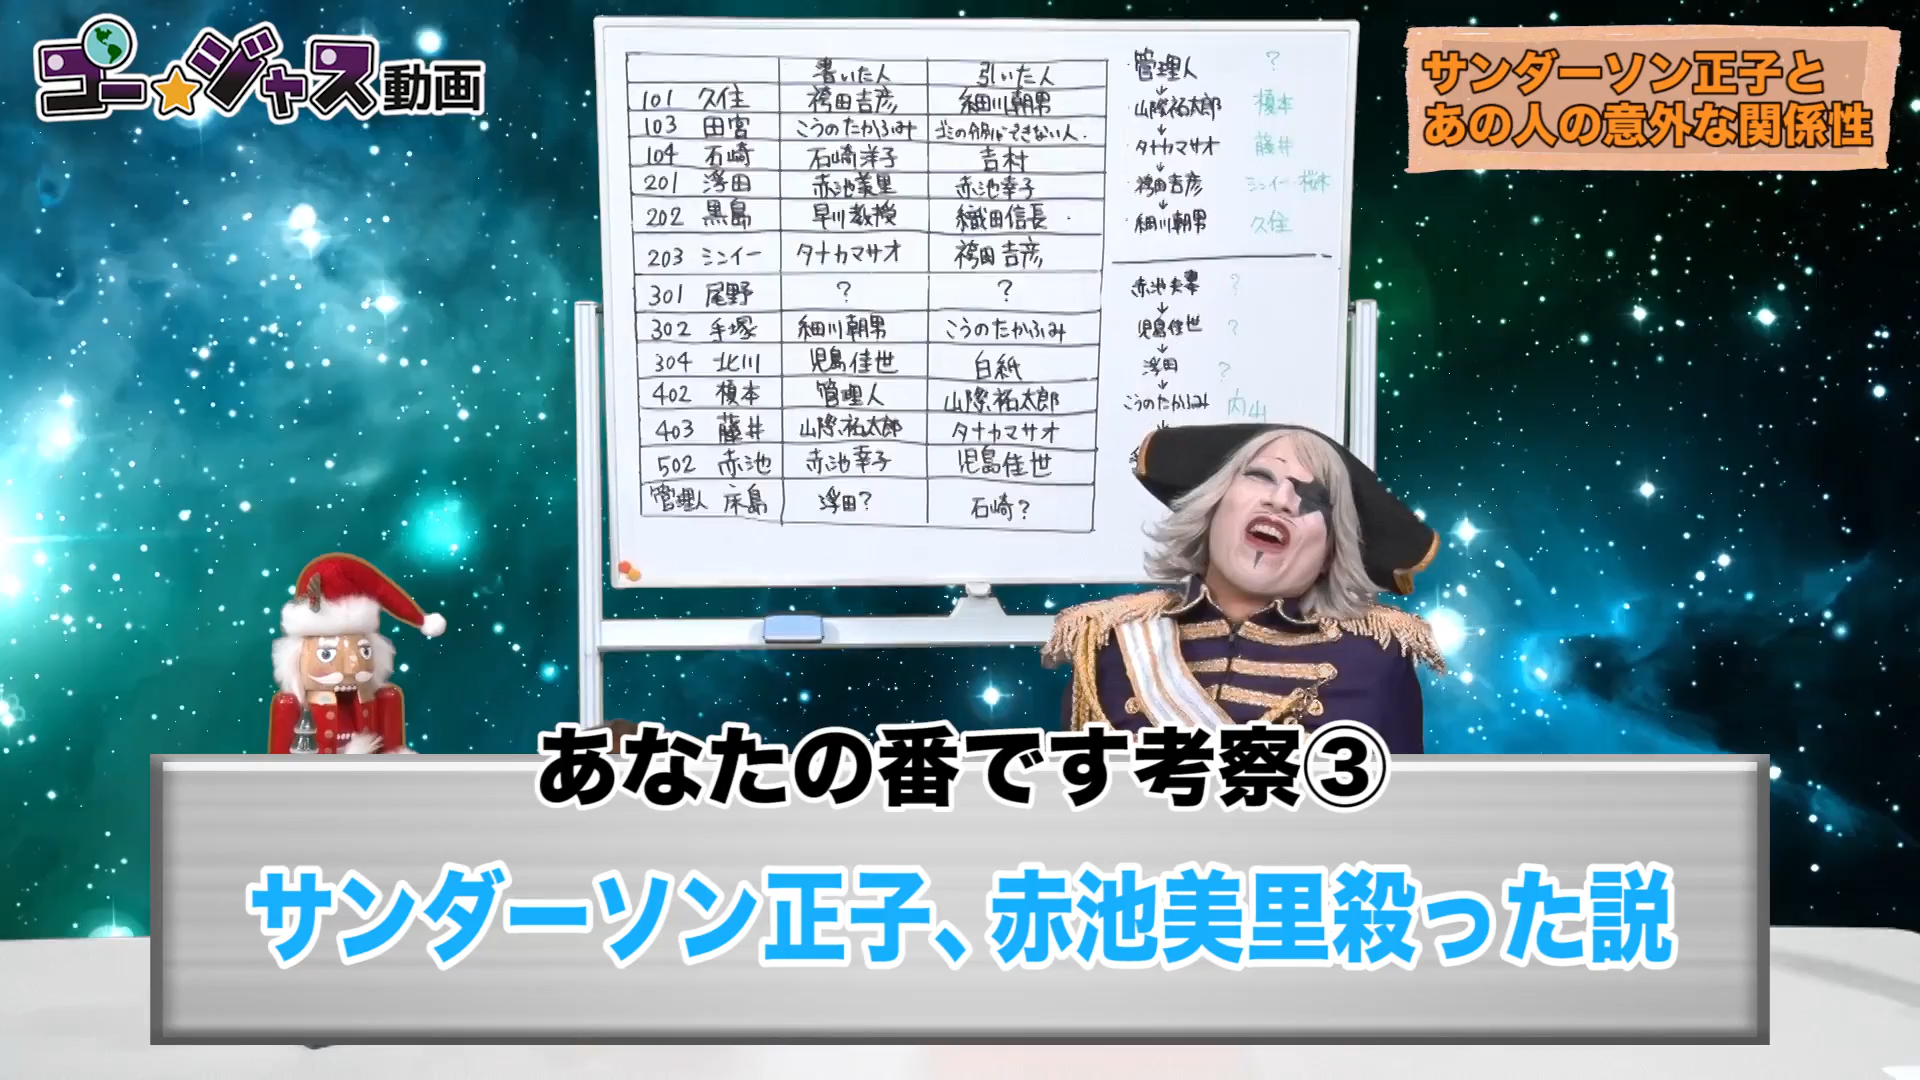 ゴー☆ジャス動画
サンダーソン正子と
あの人の意外な関係性
書いた人 引いた人
101 久住 袴田吉彦 細川朝男
103 田宮 こうのたかふみ ゴミの分別ができない人.
104 石崎 石崎洋子 吉村
201 浮田 赤池美里 赤池幸子
202 黒島 早川教授 織田信長
203 シンイー タナカマサオ 袴田吉彦
301 尾野 ? ?
302 手塚 細川朝男 こうのたかふみ
304 北川 児島佳世 白紙
402 榎本 管理人 山際祐太郎
403 藤井 山際祐太郎 タナカマサオ
502 赤池 赤池幸子 児島佳世
管理人 床島 浮田? 石崎?
・管理人 ?
↓
・山際祐太郎 榎本
↓
・タナカマサオ 藤井
↓
・袴田吉彦 シンイー・桜木
↓
・細川朝男 久住
赤池夫妻 ?
↓
児島佳世 ?
↓
浮田 ?
↓
こうのたかふみ 内山
あなたの番です考察③
サンダーソン正子、赤池美里殺った説